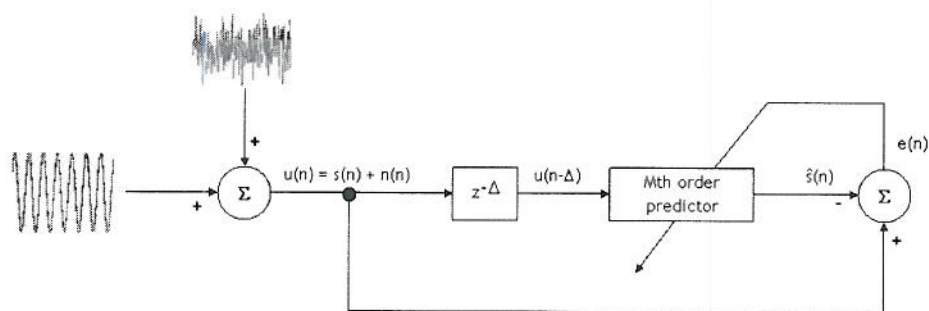 +
e(n)
u(n) = s(n) + n(n)
u(n-Δ)
ŝ(n)
Σ
z-Δ
Mth order
predictor
Σ
+
-
+